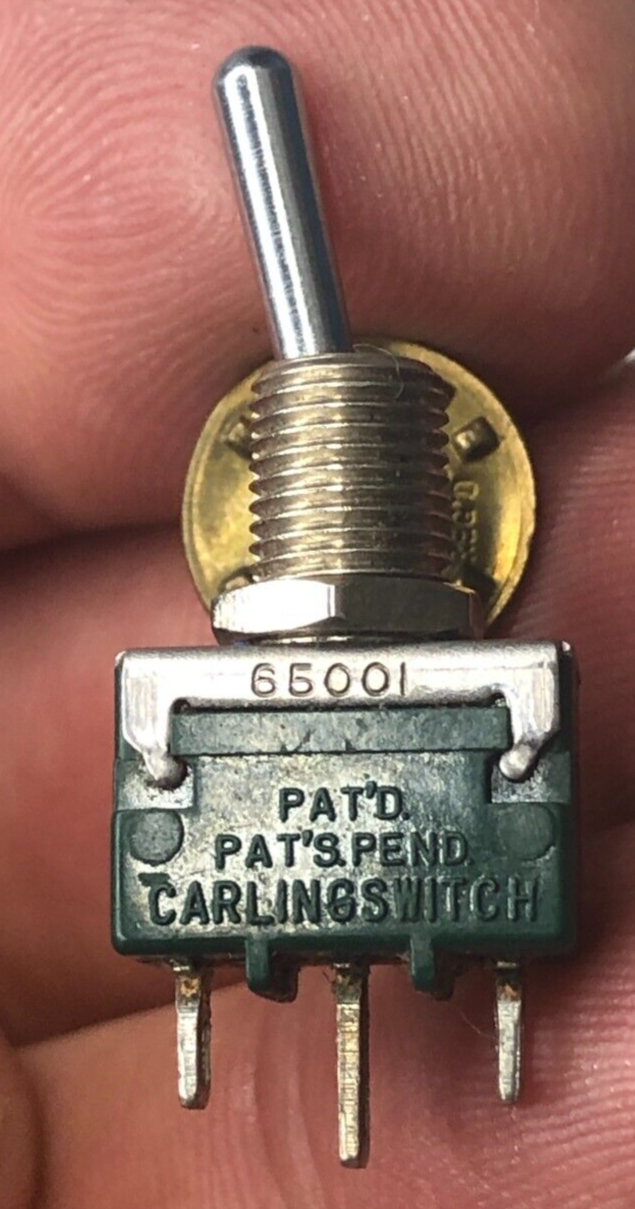 65001
PAT'D.
PAT'S.PEND.
CARLINGSWITCH